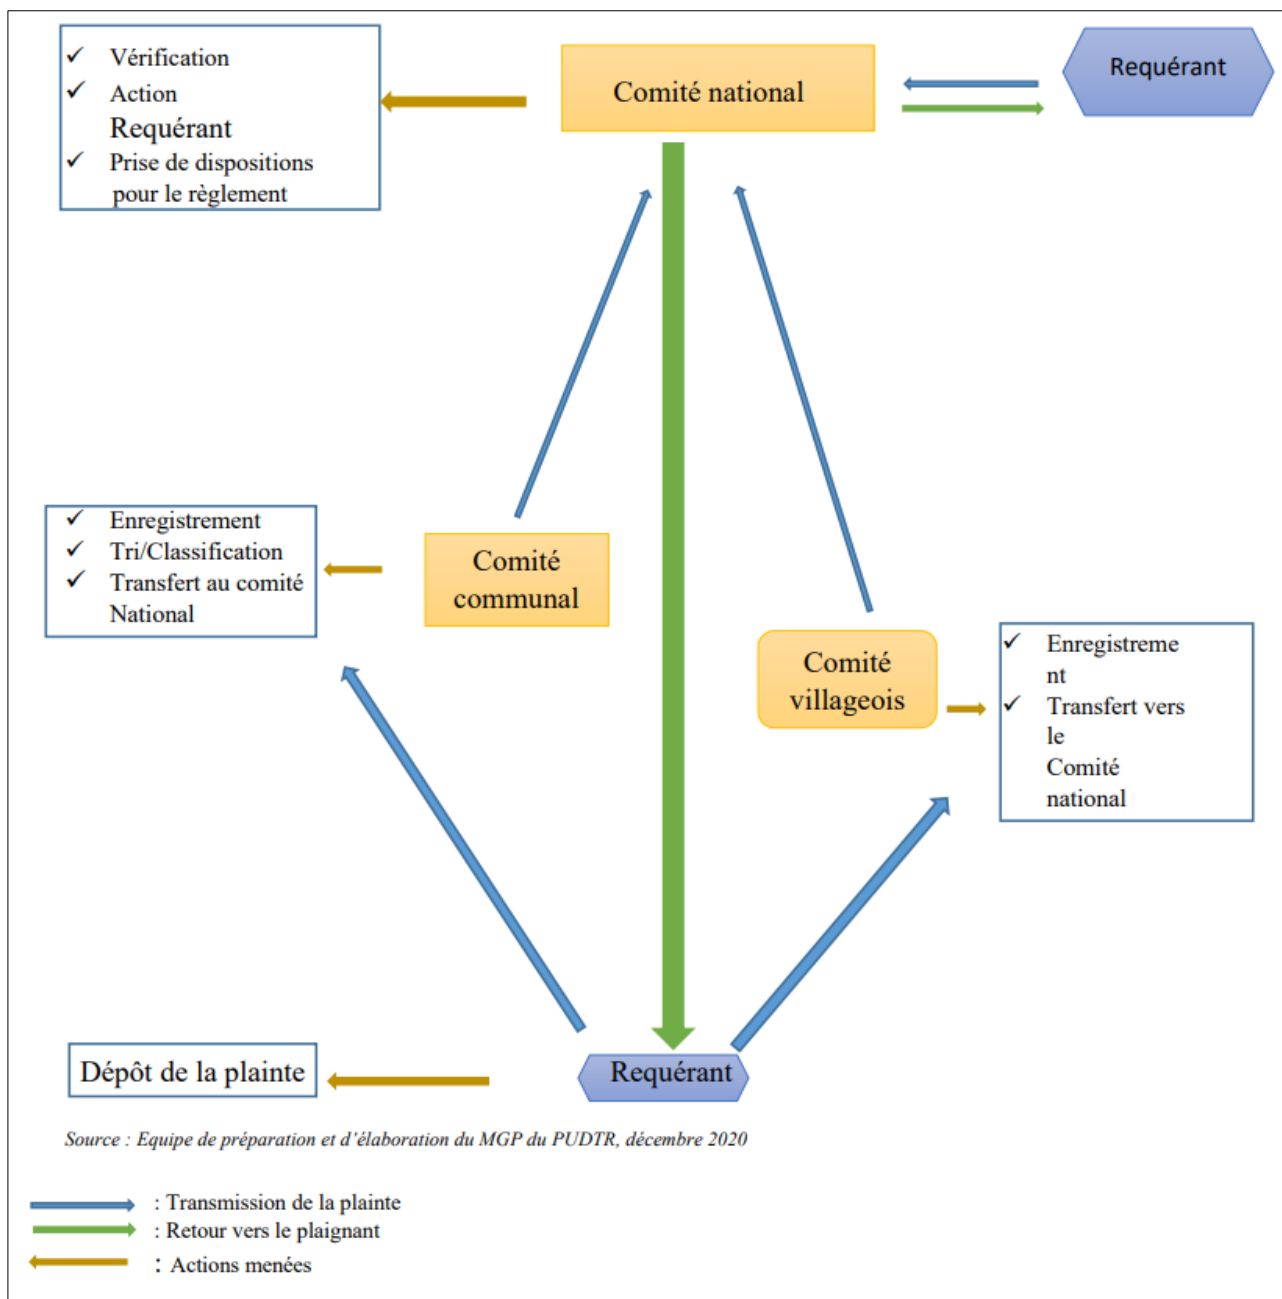 ✓ Vérification
✓ Action
Requérant
✓ Prise de dispositions
pour le règlement
Comité national
Requérant
✓ Enregistrement
✓ Tri/Classification
✓ Transfert au comité
National
Comité
communal
Comité
villageois
✓ Enregistreme
nt
✓ Transfert vers
le
Comité
national
Dépôt de la plainte
Requérant
Source : Equipe de préparation et d’élaboration du MGP du PUDTR, décembre 2020
: Transmission de la plainte
: Retour vers le plaignant
: Actions menées